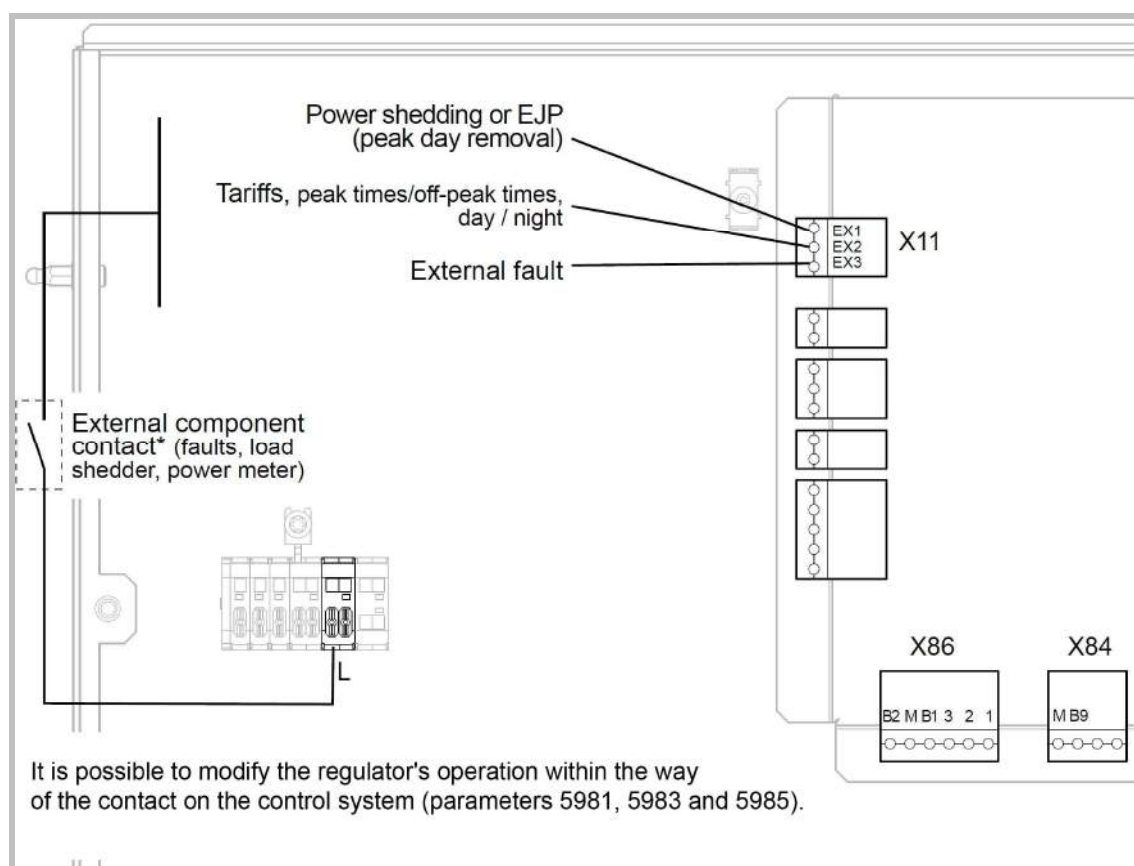 Power shedding or EJP
(peak day removal)
Tariffs, peak times/off-peak times,
day / night
External fault
EX1
EX2
EX3
X11
External component
contact* (faults, load
shedder, power meter)
L
X86
X84
B2 M B1 3 2 1
M B9
It is possible to modify the regulator's operation within the way
of the contact on the control system (parameters 5981, 5983 and 5985).